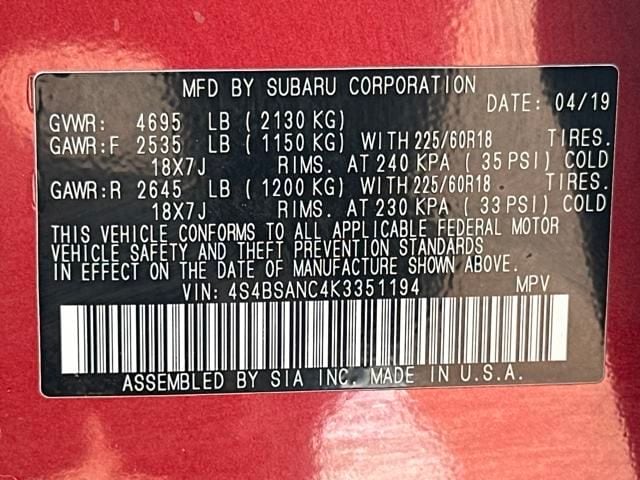 MFD BY SUBARU CORPORATION
DATE: 04/19
GVWR: 4695 LB ( 2130 KG)
GAWR:F 2535 LB ( 1150 KG) WITH 225/60R18 TIRES.
18X7J RIMS. AT 240 KPA ( 35 PSI) COLD
GAWR:R 2645 LB ( 1200 KG) WITH 225/60R18 TIRES.
18X7J RIMS. AT 230 KPA ( 33 PSI) COLD
THIS VEHICLE CONFORMS TO ALL APPLICABLE FEDERAL MOTOR
VEHICLE SAFETY AND THEFT PREVENTION STANDARDS
IN EFFECT ON THE DATE OF MANUFACTURE SHOWN ABOVE.
VIN: 4S4BSANC4K3351194 MPV
ASSEMBLED BY SIA INC. MADE IN U.S.A.